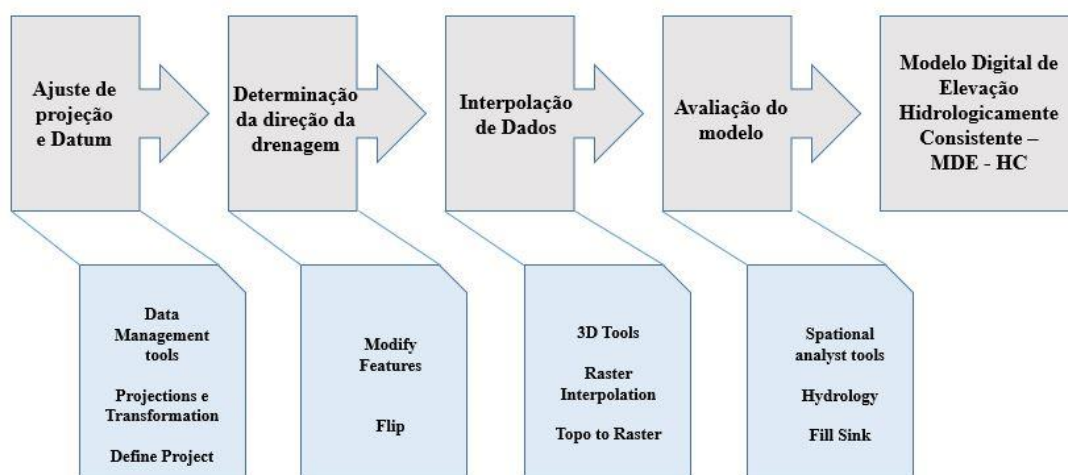 Ajuste de
projeção
e Datum
Determinação
da direção da
drenagem
Interpolação
de Dados
Avaliação do
modelo
Modelo Digital de
Elevação
Hidrologicamente
Consistente –
MDE - HC
Data
Management
tools
Projections e
Transformation
Define Project
Modify
Features
Flip
3D Tools
Raster
Interpolation
Topo to Raster
Spational
analyst tools
Hydrology
Fill Sink